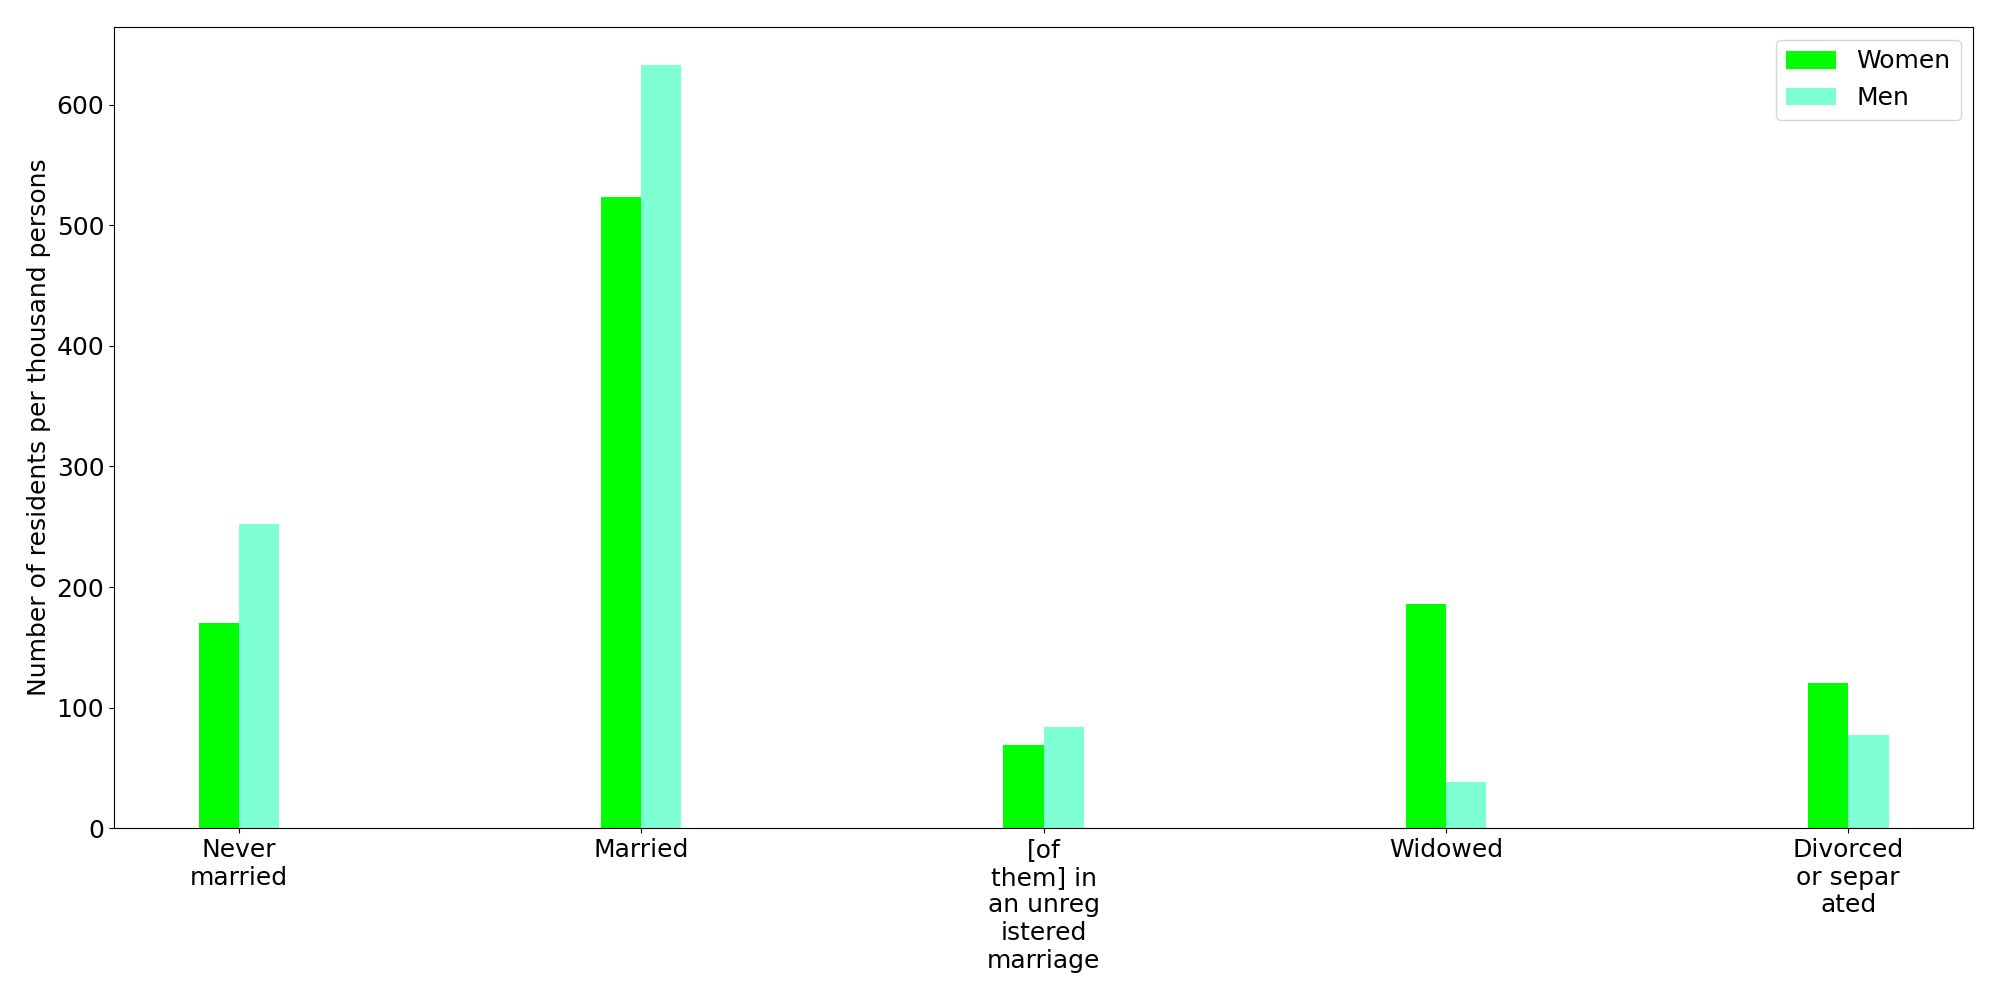 Women
Men
Number of residents per thousand persons
600
500
400
300
200
100
0
Never
married
Married
[of
them] in
an unreg
istered
marriage
Widowed
Divorced
or separ
ated